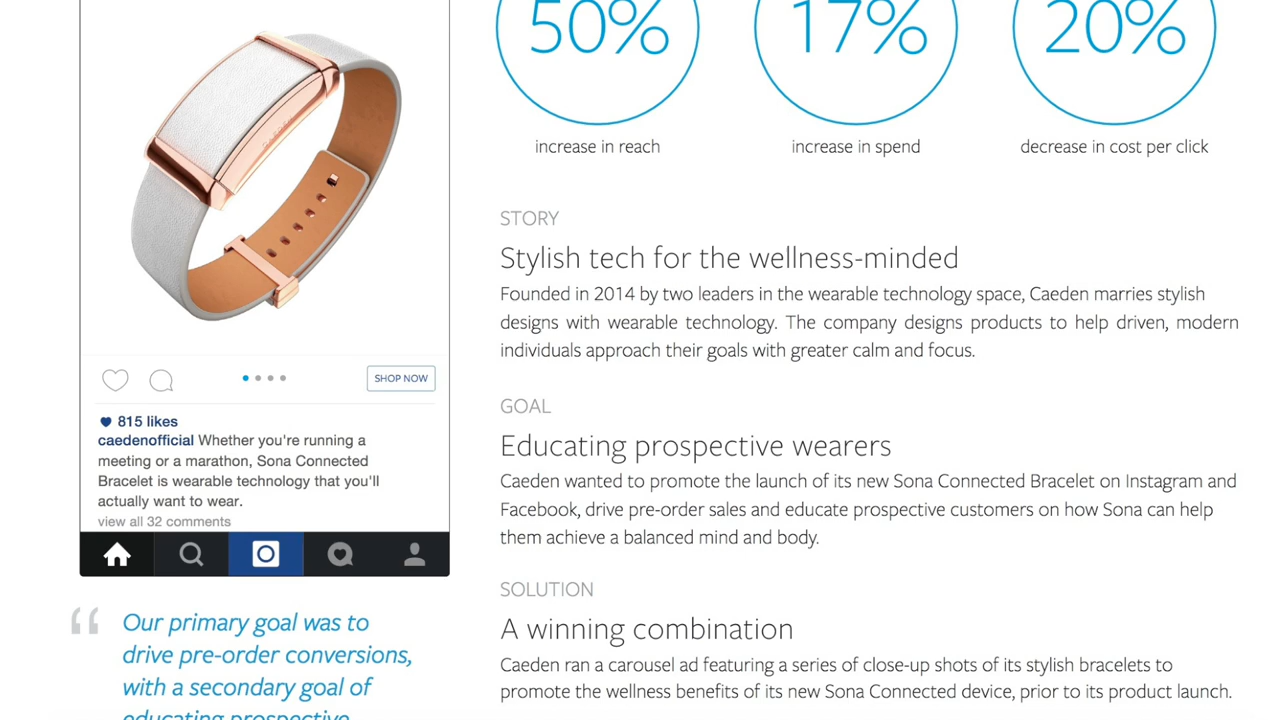 50%
17%
20%
increase in reach
increase in spend
decrease in cost per click
STORY
Stylish tech for the wellness-minded
Founded in 2014 by two leaders in the wearable technology space, Caeden marries stylish
designs with wearable technology. The company designs products to help driven, modern
individuals approach their goals with greater calm and focus.
GOAL
Educating prospective wearers
Caeden wanted to promote the launch of its new Sona Connected Bracelet on Instagram and
Facebook, drive pre-order sales and educate prospective customers on how Sona can help
them achieve a balanced mind and body.
SOLUTION
A winning combination
Caeden ran a carousel ad featuring a series of close-up shots of its stylish bracelets to
promote the wellness benefits of its new Sona Connected device, prior to its product launch.
SHOP NOW
815 likes
caedenofficial Whether you're running a
meeting or a marathon, Sona Connected
Bracelet is wearable technology that you'll
actually want to wear.
view all 32 comments
“ Our primary goal was to
drive pre-order conversions,
with a secondary goal of
educating prospective